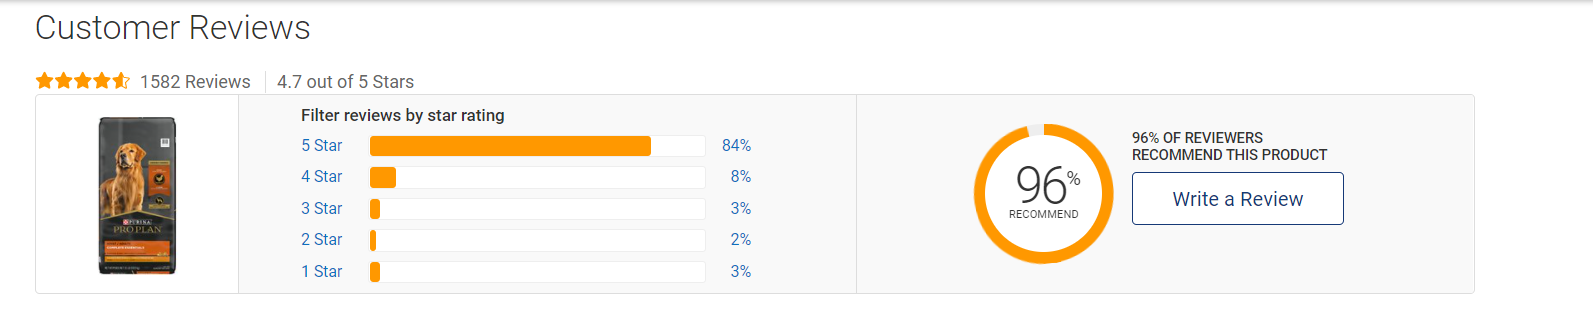 Customer Reviews
1582 Reviews
4.7 out of 5 Stars
Filter reviews by star rating
5 Star 84%
4 Star 8%
3 Star 3%
2 Star 2%
1 Star 3%
PURINA
PRO PLAN
COMPLETE ESSENTIALS
96%
RECOMMEND
96% OF REVIEWERS
RECOMMEND THIS PRODUCT
Write a Review